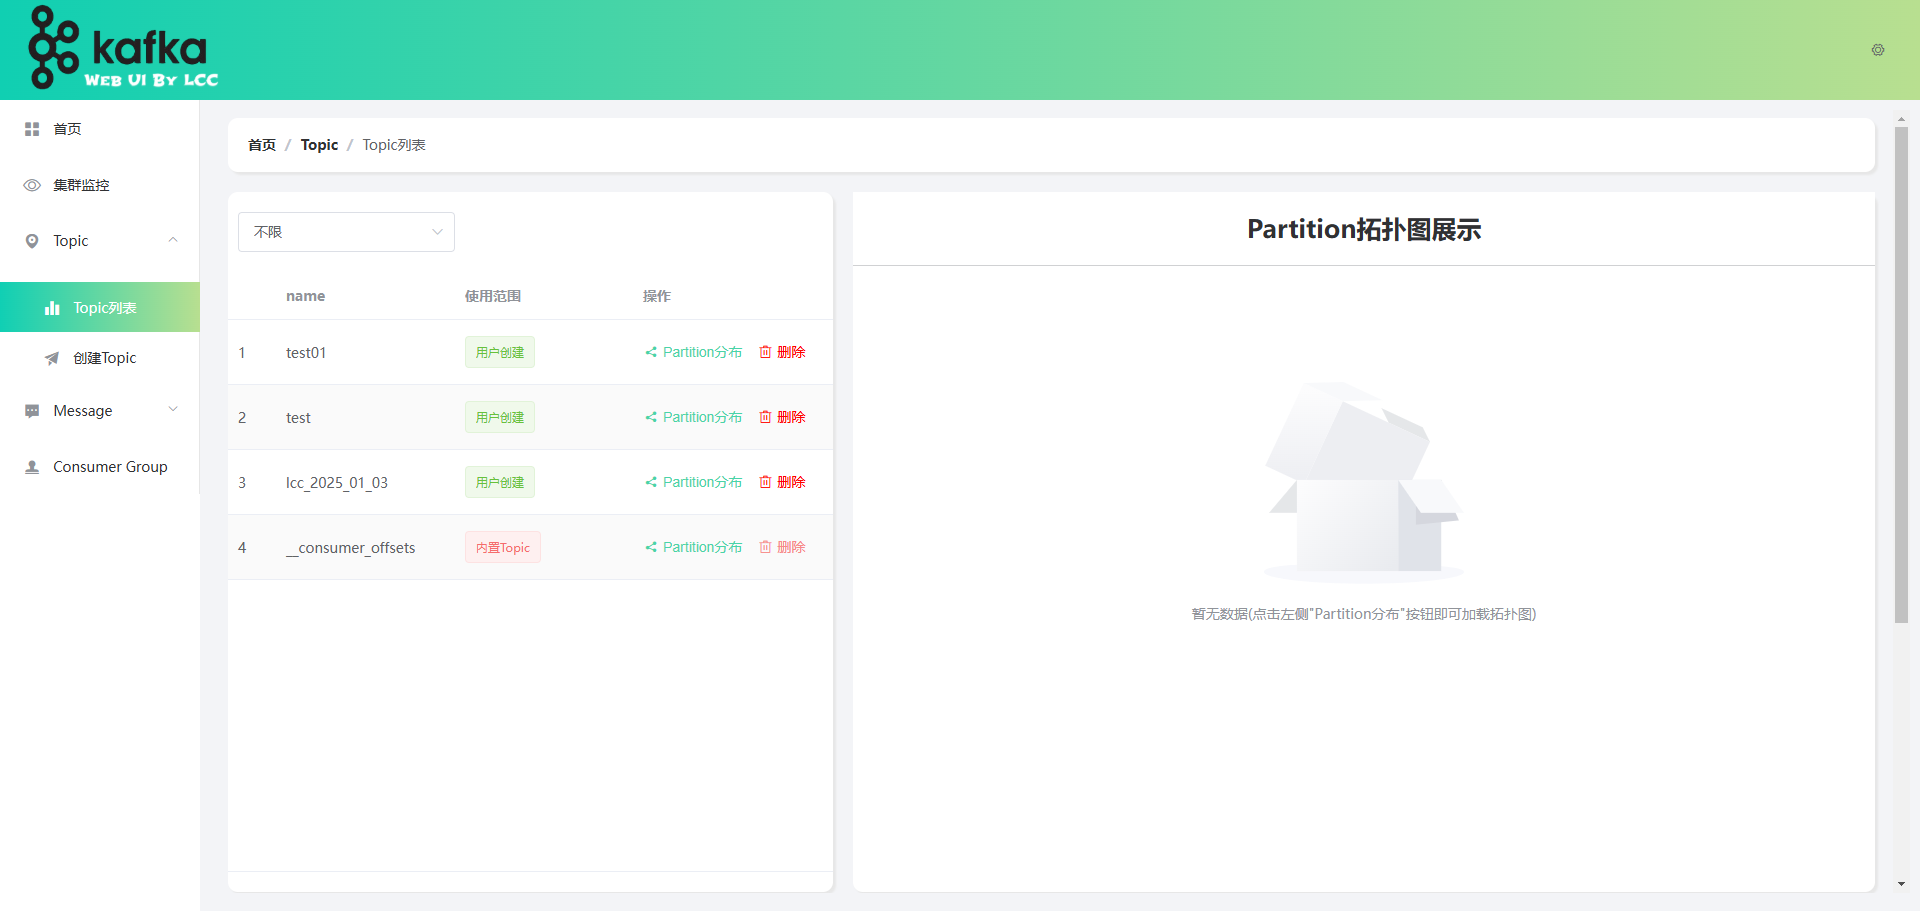 kafka
WEB UI BY LCC
首页
集群监控
Topic
Topic列表
创建Topic
Message
Consumer Group
首页 / Topic / Topic列表
不限
name 使用范围 操作
1 test01 用户创建 Partition分布 删除
2 test 用户创建 Partition分布 删除
3 lcc_2025_01_03 用户创建 Partition分布 删除
4 __consumer_offsets 内置Topic Partition分布 删除
Partition拓扑图展示
暂无数据(点击左侧"Partition分布"按钮即可加载拓扑图)